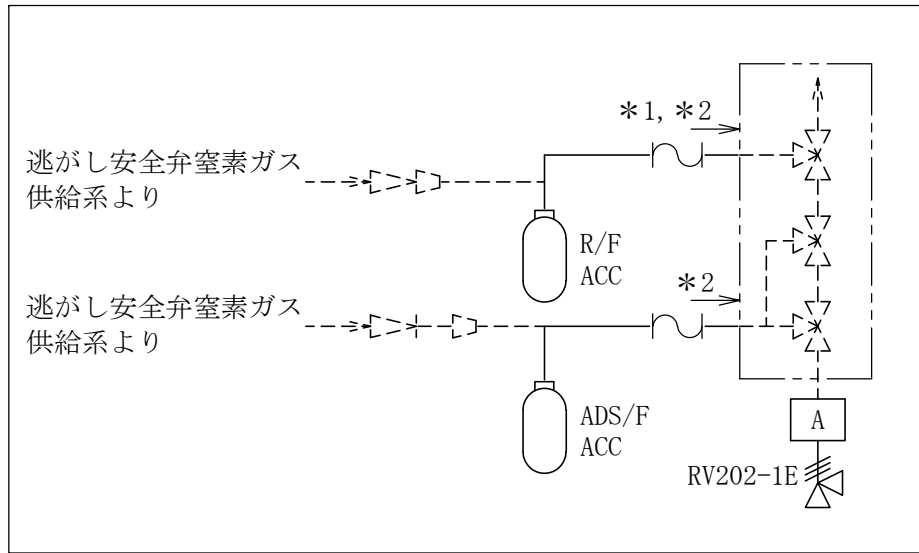 *1, *2
逃がし安全弁窒素ガス
供給系より
R/F
ACC
*2
逃がし安全弁窒素ガス
供給系より
ADS/F
ACC
A
RV202-1E